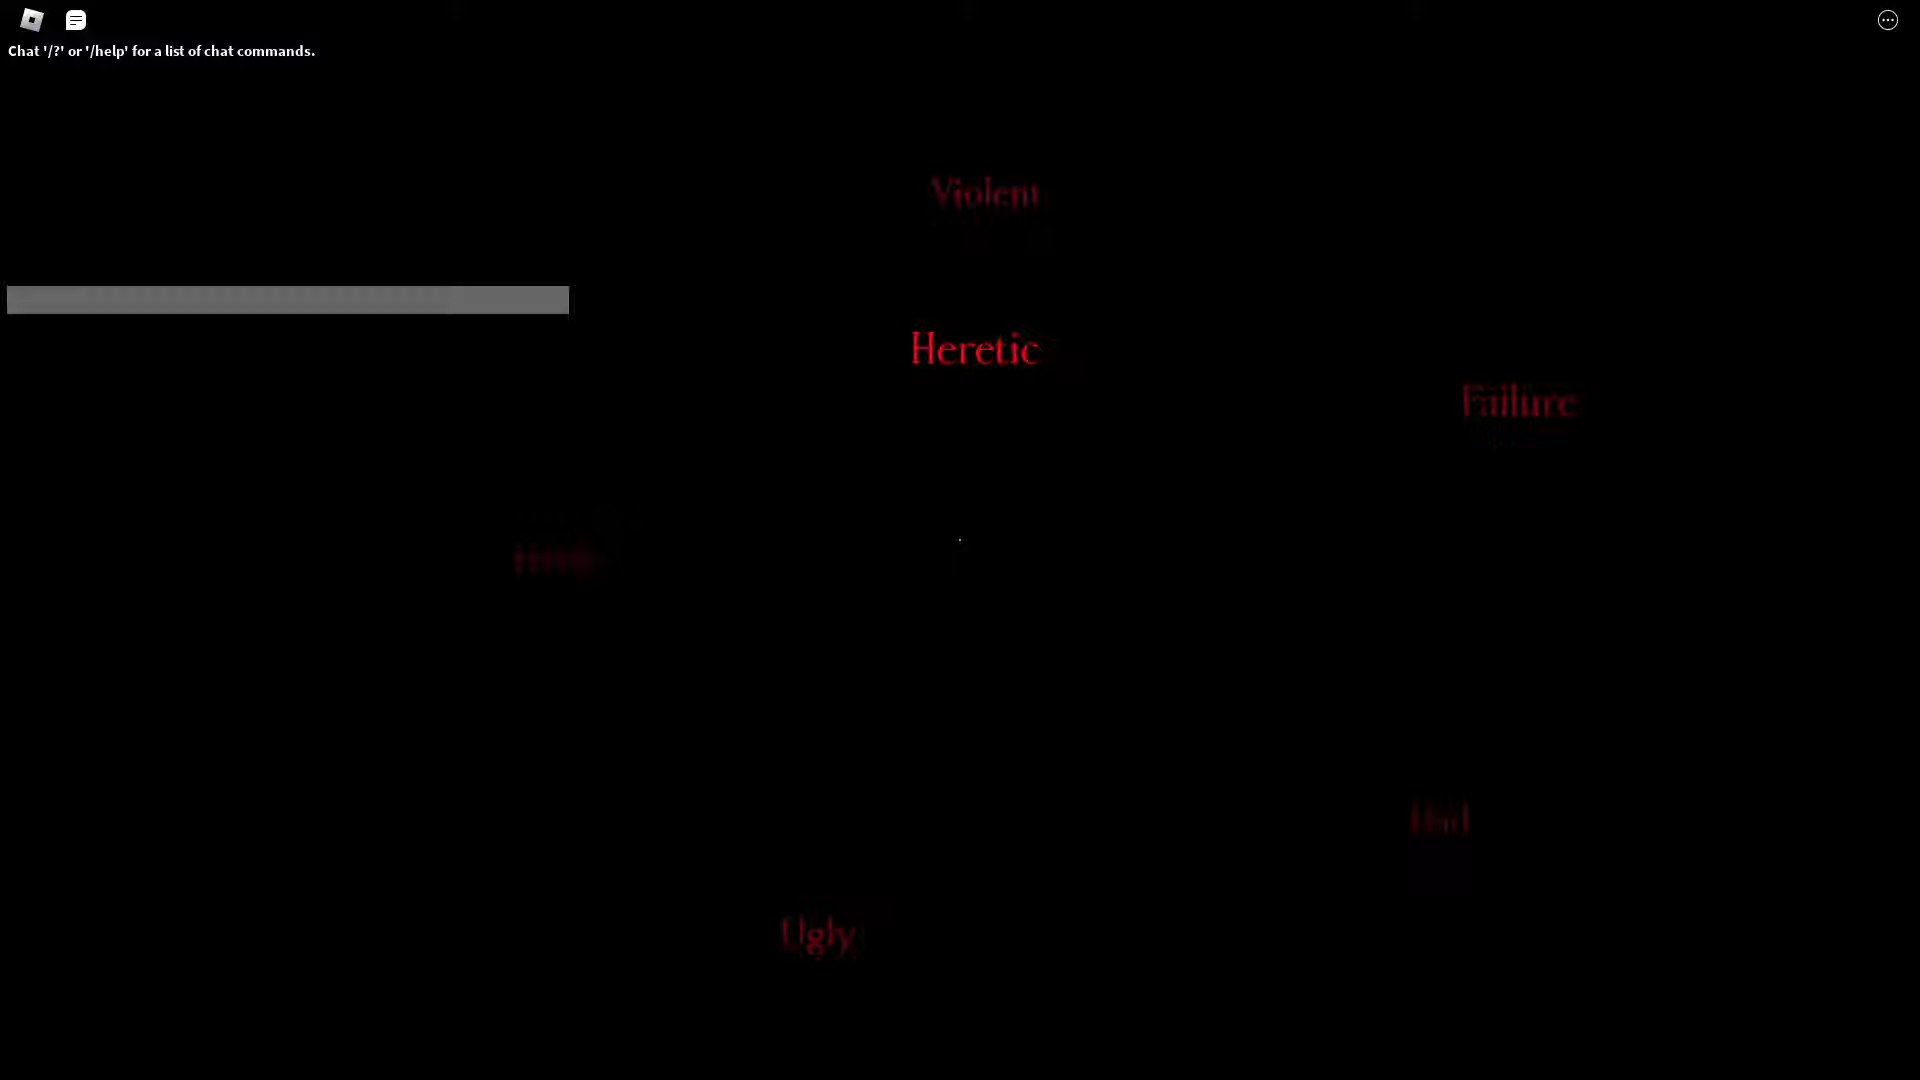 Chat '/?' or '/help' for a list of chat commands.
Violent
Heretic
Failure
Ugly